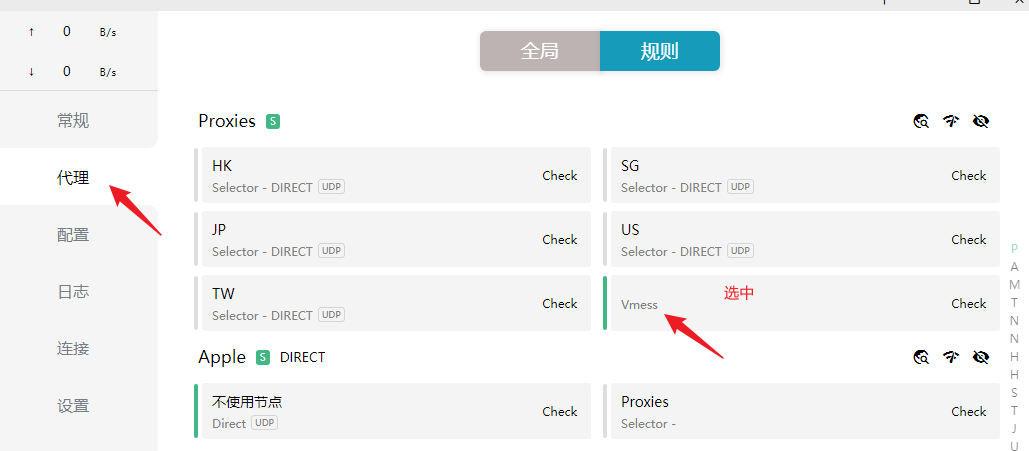 ↑ 0 B/s
↓ 0 B/s
常规
代理
配置
日志
连接
设置
全局 规则
Proxies S
HK
Selector - DIRECT UDP
Check
SG
Selector - DIRECT UDP
Check
JP
Selector - DIRECT UDP
Check
US
Selector - DIRECT UDP
Check
TW
Selector - DIRECT UDP
Check
Vmess
选中
Check
Apple S DIRECT
不使用节点
Direct UDP
Check
Proxies
Selector -
Check
P
A
M
T
N
N
H
H
S
T
J
U